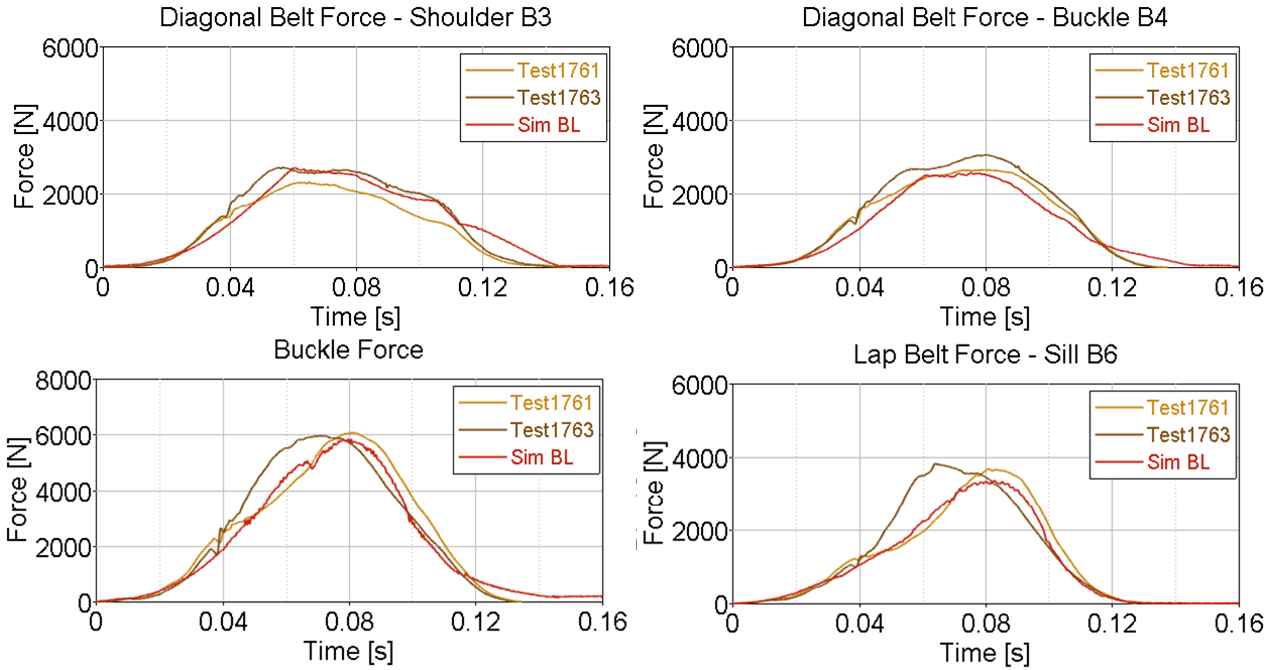 Diagonal Belt Force - Shoulder B3
6000
4000
2000
0
Force [N]
Test1761
Test1763
Sim BL
0 0.04 0.08 0.12 0.16
Time [s]
Diagonal Belt Force - Buckle B4
6000
4000
2000
0
Force [N]
Test1761
Test1763
Sim BL
0 0.04 0.08 0.12 0.16
Time [s]
Buckle Force
8000
6000
4000
2000
0
Force [N]
Test1761
Test1763
Sim BL
0 0.04 0.08 0.12 0.16
Time [s]
Lap Belt Force - Sill B6
6000
4000
2000
0
Force [N]
Test1761
Test1763
Sim BL
0 0.04 0.08 0.12 0.16
Time [s]